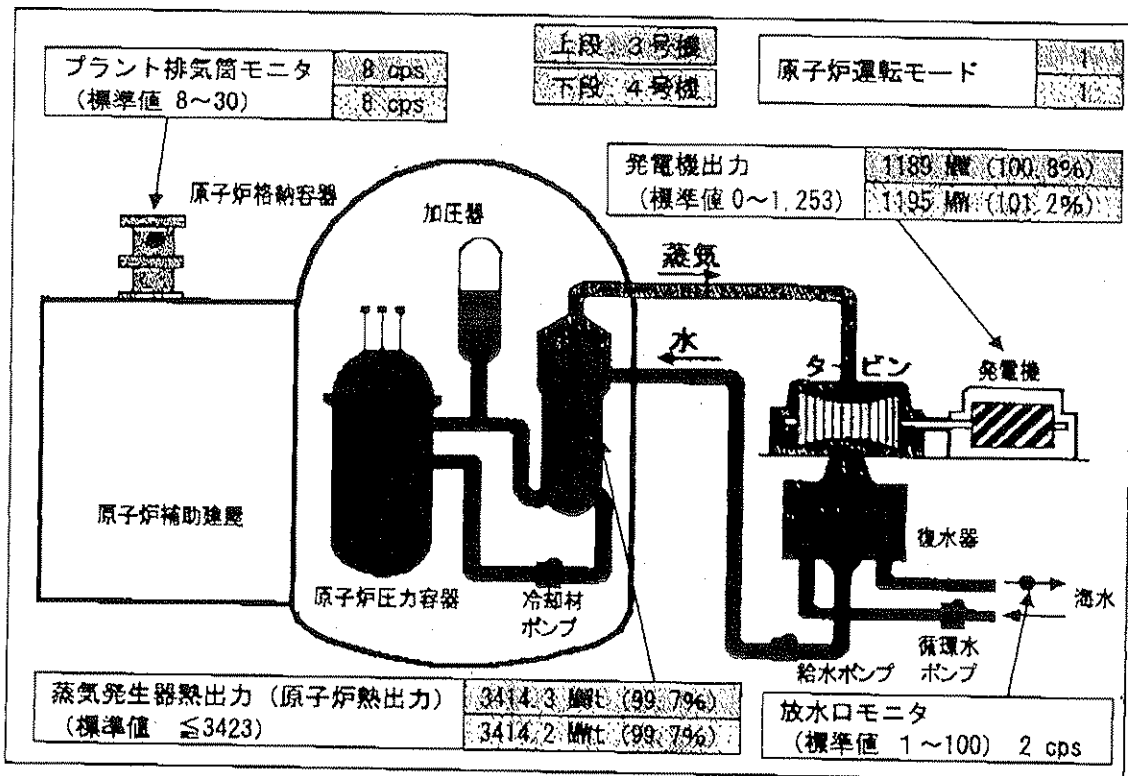 プラント排気筒モニタ
(標準値 8~30)
8 cps
8 cps
上段:3号機
下段:4号機
原子炉運転モード
1
1
発電機出力
(標準値 0~1,253)
1189 MW (100.8%)
1195 MW (101.2%)
原子炉格納容器
加圧器
蒸気
水
タービン
発電機
原子炉補助建屋
原子炉圧力容器
冷却材
ポンプ
復水器
海水
循環水
ポンプ
給水ポンプ
蒸気発生器熱出力 (原子炉熱出力)
(標準値 ≦3423)
3414.3 MWt (99.7%)
3414.2 MWt (99.7%)
放水口モニタ
(標準値 1~100) 2 cps